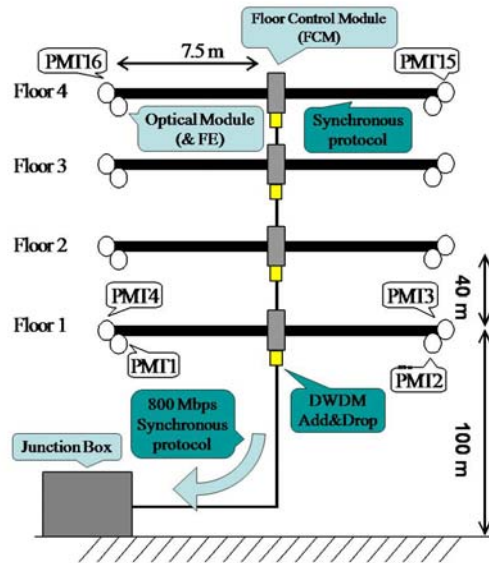 Floor Control Module
(FCM)
7.5 m
PMT16
PMT15
Floor 4
Optical Module
(& FE)
Synchronous
protocol
Floor 3
Floor 2
40 m
Floor 1
PMT4
PMT3
PMT1
PMT2
800 Mbps
Synchronous
protocol
DWDM
Add&Drop
100 m
Junction Box